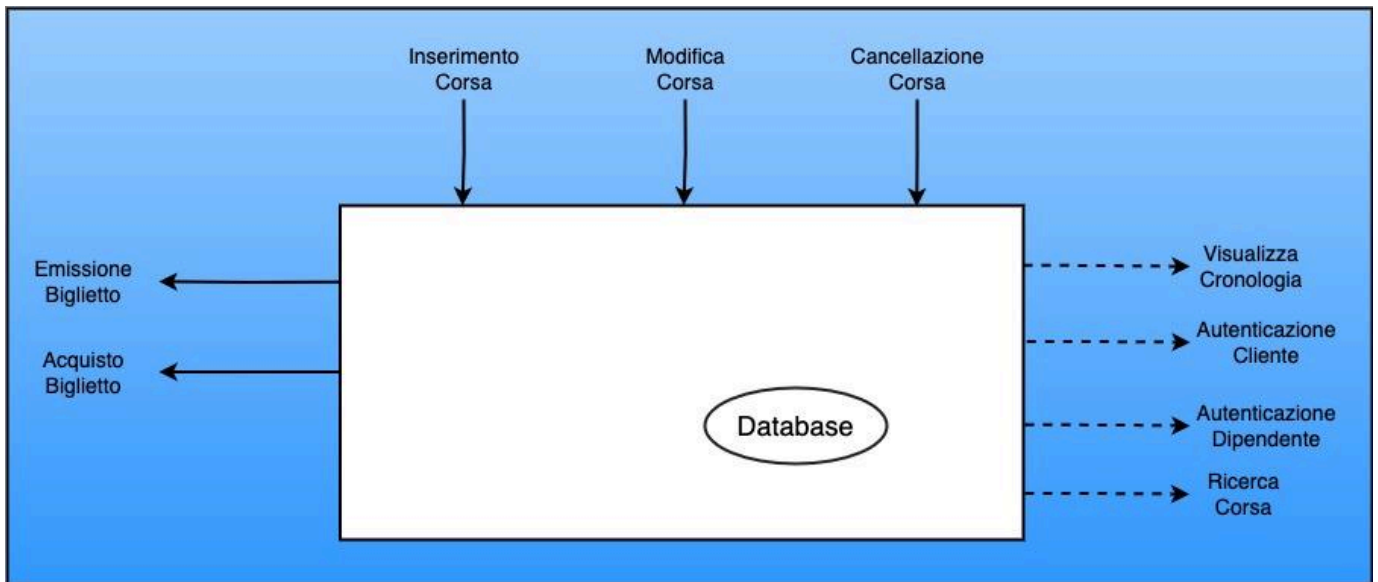 Inserimento
Corsa
Modifica
Corsa
Cancellazione
Corsa
Emissione
Biglietto
Acquisto
Biglietto
Database
Visualizza
Cronologia
Autenticazione
Cliente
Autenticazione
Dipendente
Ricerca
Corsa